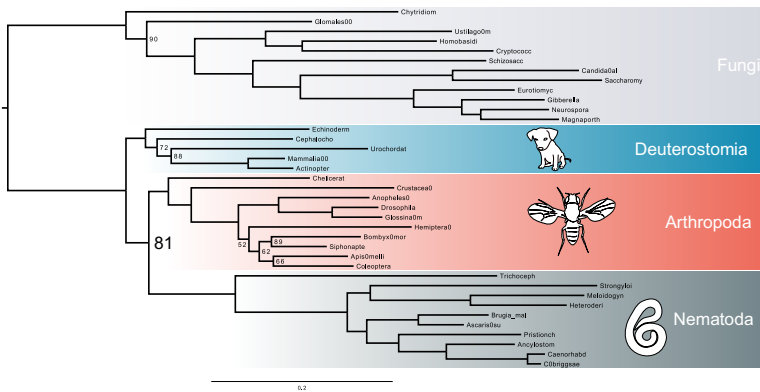 Chytridiom
Glomales00
90
Ustilago0m
Homobasidi
Cryptococc
Schizosacc
Fungi
Candida0al
Saccharomy
Eurotiomyc
Gibberella
Neurospora
Magnaporth
Echinoderm
Cephalocho
72
Urochordat
Deuterostomia
88
Mammalia00
Actinopter
Chelicerat
Crustacea0
Anopheles0
Drosophila
Glossina0m
Arthropoda
Hemiptera0
81
52
Bombyx0mor
89
Siphonapte
62
Apis0melli
66
Coleoptera
Trichoceph
Strongyloi
Meloidogyn
Heteroderi
Brugia_mal
Nematoda
Ascaris0su
Pristionch
Ancylostom
Caenorhabd
C0briggsae
0.2